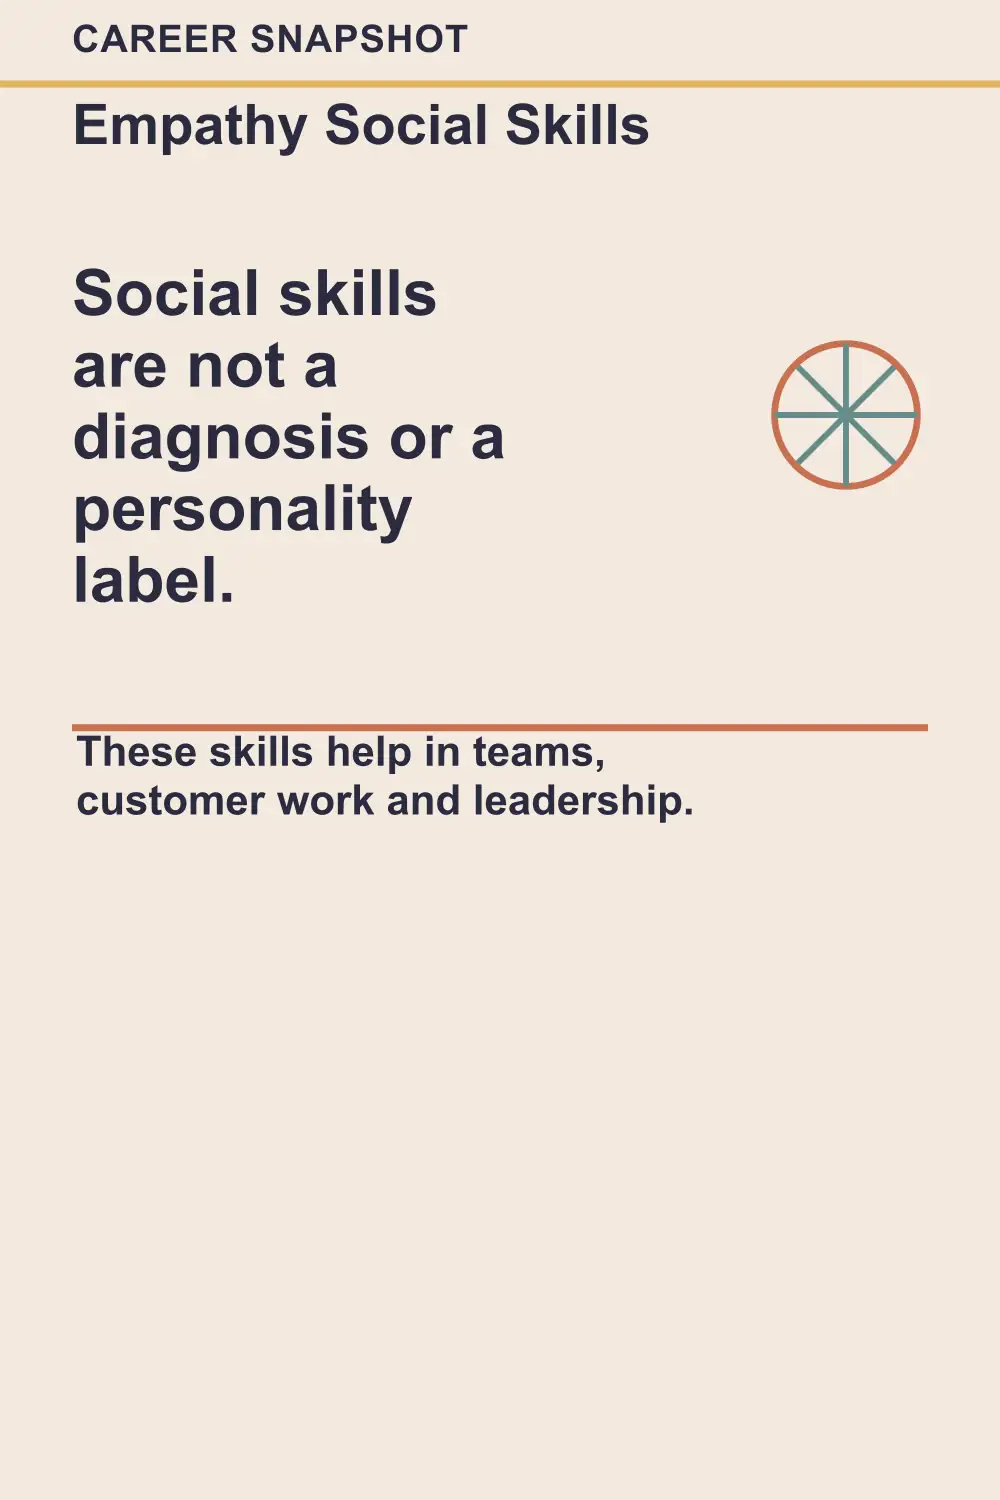 CAREER SNAPSHOT
Empathy Social Skills
Social skills
are not a
diagnosis or a
personality
label.
These skills help in teams,
customer work and leadership.